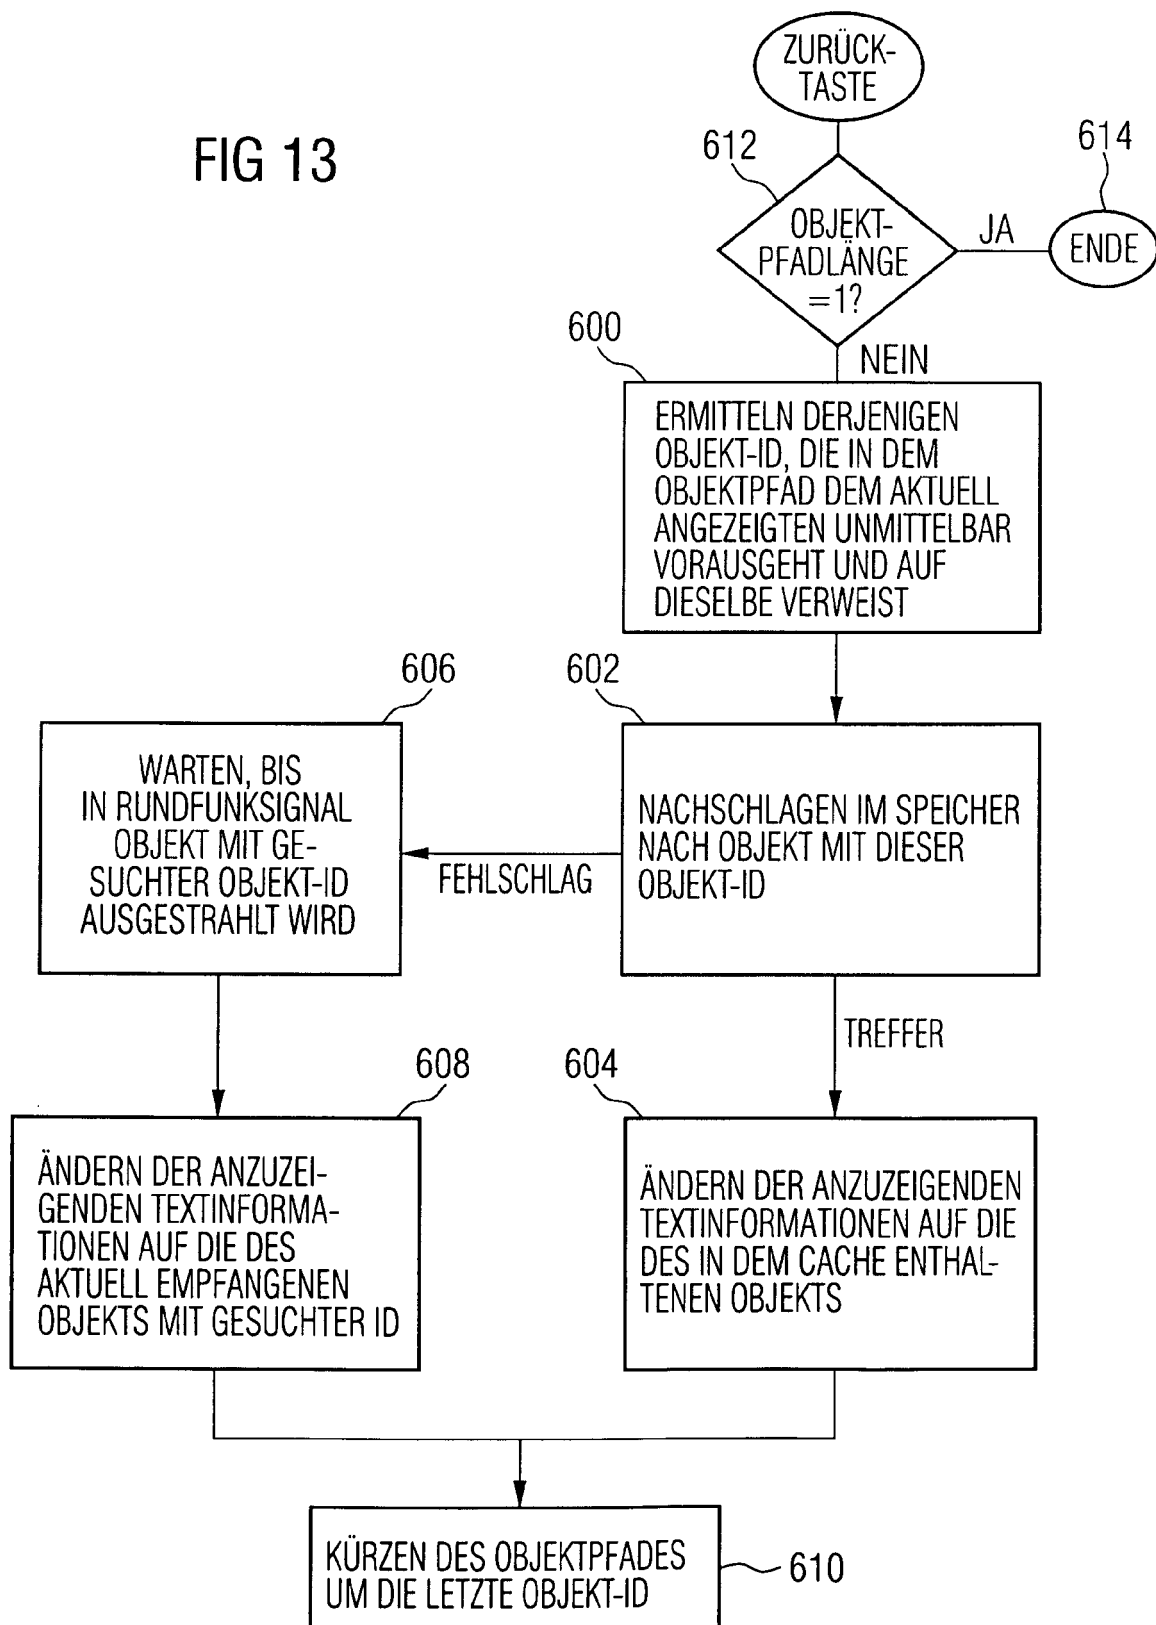 ZURÜCK-
TASTE
FIG 13
612
614
OBJEKT-
PFADLÄNGE
=1?
JA
ENDE
600
NEIN
ERMITTELN DERJENIGEN
OBJEKT-ID, DIE IN DEM
OBJEKTPFAD DEM AKTUELL
ANGEZEIGTEN UNMITTELBAR
VORAUSGEHT UND AUF
DIESELBE VERWEIST
606
602
WARTEN, BIS
IN RUNDFUNKSIGNAL
OBJEKT MIT GE-
SUCHTER OBJEKT-ID
AUSGESTRAHLT WIRD
FEHLSCHLAG
NACHSCHLAGEN IM SPEICHER
NACH OBJEKT MIT DIESER
OBJEKT-ID
TREFFER
608
604
ÄNDERN DER ANZUZEI-
GENDEN TEXTINFORMA-
TIONEN AUF DIE DES
AKTUELL EMPFANGENEN
OBJEKTS MIT GESUCHTER ID
ÄNDERN DER ANZUZEIGENDEN
TEXTINFORMATIONEN AUF DIE
DES IN DEM CACHE ENTHAL-
TENEN OBJEKTS
KÜRZEN DES OBJEKTPFADES
UM DIE LETZTE OBJEKT-ID
610